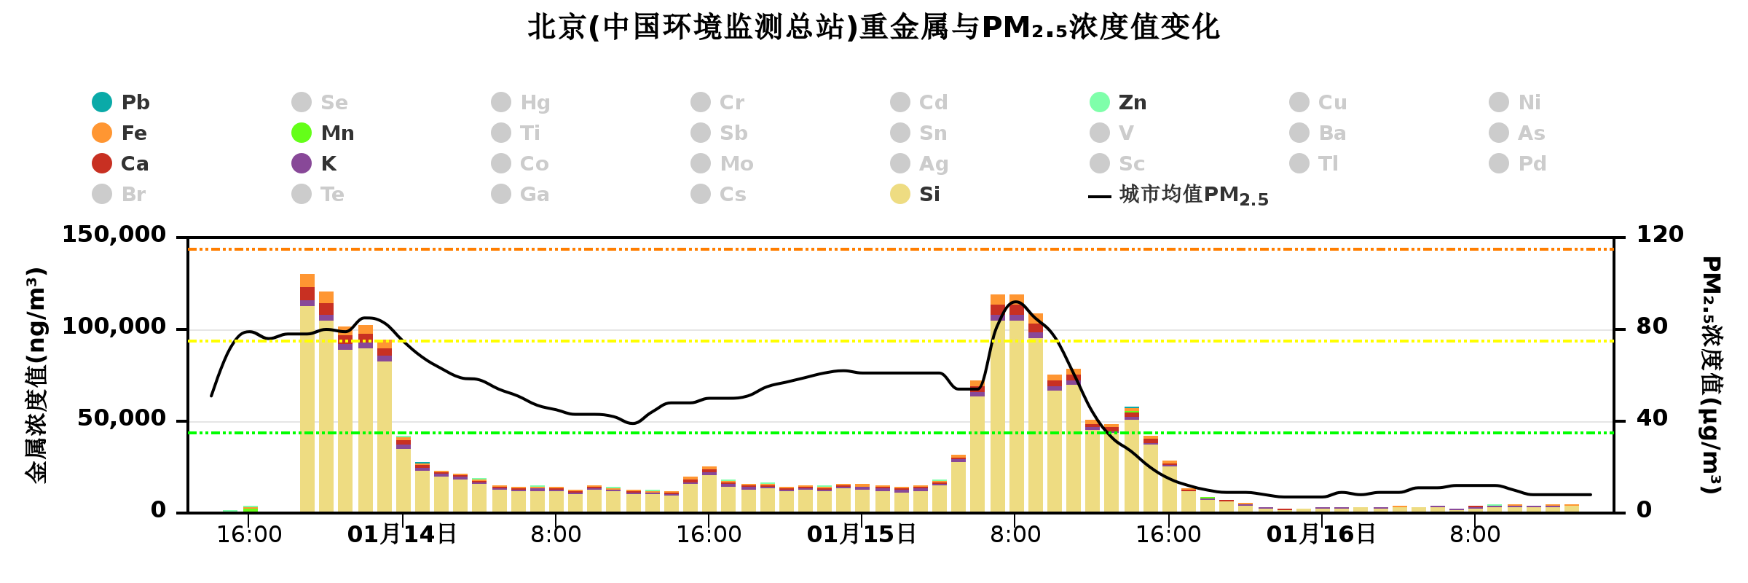 北京(中国环境监测总站)重金属与PM₂.₅浓度值变化
Pb Se Hg Cr Cd Zn Cu Ni
Fe Mn Ti Sb Sn V Ba As
Ca K Co Mo Ag Sc Tl Pd
Br Te Ga Cs Si 城市均值PM₂.₅
150,000 120
100,000 80
50,000 40
0 0
金属浓度值(ng/m³)
PM₂.₅浓度值(μg/m³)
16:00 01月14日 8:00 16:00 01月15日 8:00 16:00 01月16日 8:00